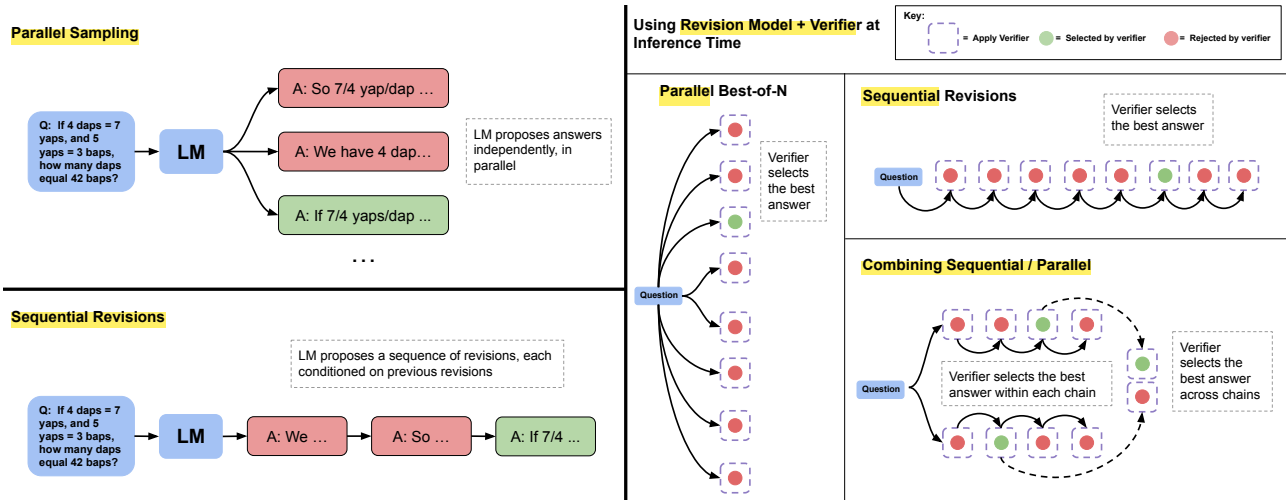 Parallel Sampling
Q: If 4 daps = 7
yaps, and 5
yaps = 3 baps,
how many daps
equal 42 baps?
LM
A: So 7/4 yap/dap …
A: We have 4 dap…
A: If 7/4 yaps/dap ...
...
LM proposes answers
independently, in
parallel
Sequential Revisions
LM proposes a sequence of revisions, each
conditioned on previous revisions
Q: If 4 daps = 7
yaps, and 5
yaps = 3 baps,
how many daps
equal 42 baps?
LM
A: We …
A: So …
A: If 7/4 ...
Using Revision Model + Verifier at
Inference Time
Key:
= Apply Verifier
= Selected by verifier
= Rejected by verifier
Parallel Best-of-N
Verifier
selects
the best
answer
Question
Sequential Revisions
Verifier selects
the best answer
Question
Combining Sequential / Parallel
Question
Verifier selects the best
answer within each chain
Verifier
selects the
best answer
across chains